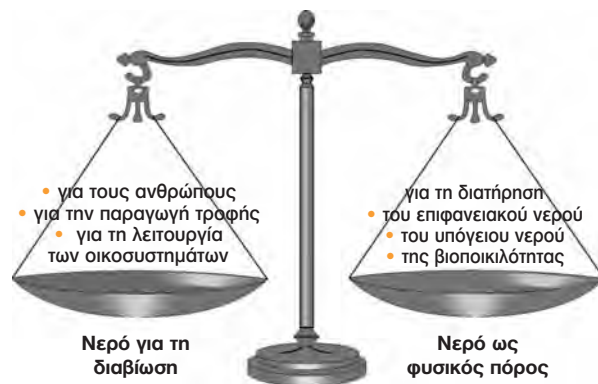 • για τους ανθρώπους
• για την παραγωγή τροφής
• για τη λειτουργία
των οικοσυστημάτων
Νερό για τη
διαβίωση
για τη διατήρηση
• του επιφανειακού νερού
• του υπόγειου νερού
• της βιοποικιλότητας
Νερό ως
φυσικός πόρος